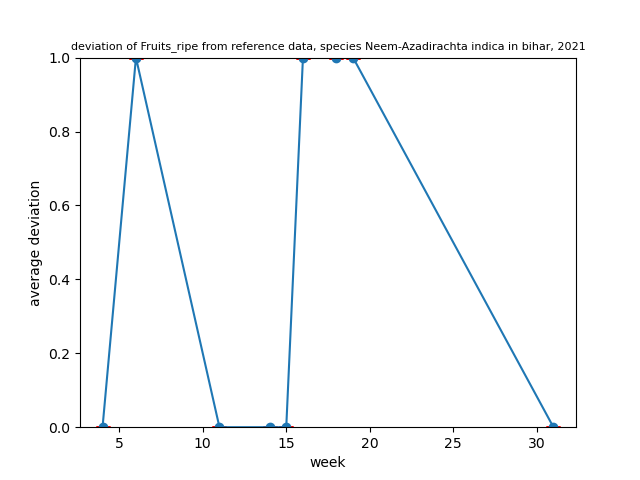 deviation of Fruits_ripe from reference data, species Neem-Azadirachta indica in bihar, 2021
1.0
0.8
0.6
0.4
0.2
0.0
average deviation
5 10 15 20 25 30
week